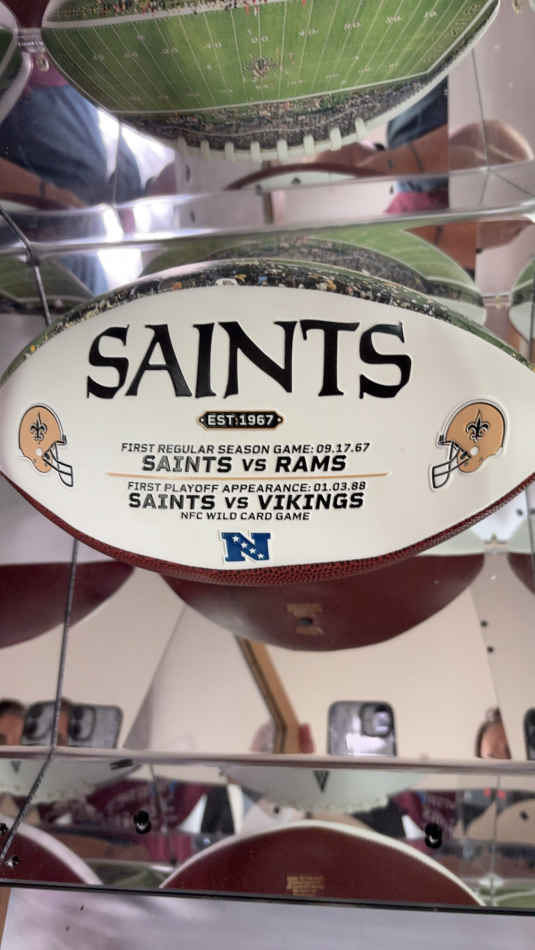 SAINTS
EST.1967
FIRST REGULAR SEASON GAME: 09.17.67
SAINTS VS RAMS
FIRST PLAYOFF APPEARANCE: 01.03.88
SAINTS VS VIKINGS
NFC WILD CARD GAME
N